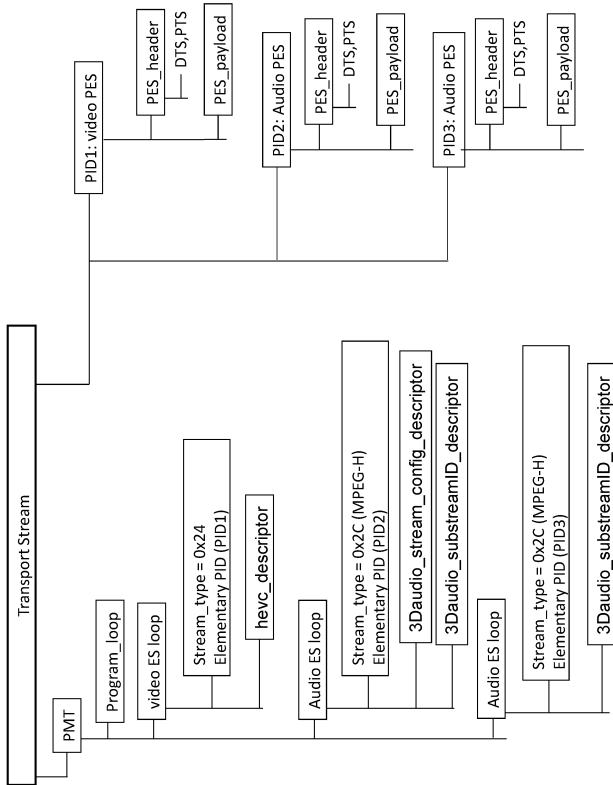 Transport Stream
PMT
Program_loop
video ES loop
Stream_type = 0x24
Elementary PID (PID1)
hevc_descriptor
Audio ES loop
Stream_type = 0x2C (MPEG-H)
Elementary PID (PID2)
3Daudio_stream_config_descriptor
3Daudio_substreamID_descriptor
Audio ES loop
Stream_type = 0x2C (MPEG-H)
Elementary PID (PID3)
3Daudio_substreamID_descriptor
PID1: video PES
PES_header
DTS,PTS
PES_payload
PID2: Audio PES
PES_header
DTS,PTS
PES_payload
PID3: Audio PES
PES_header
DTS,PTS
PES_payload